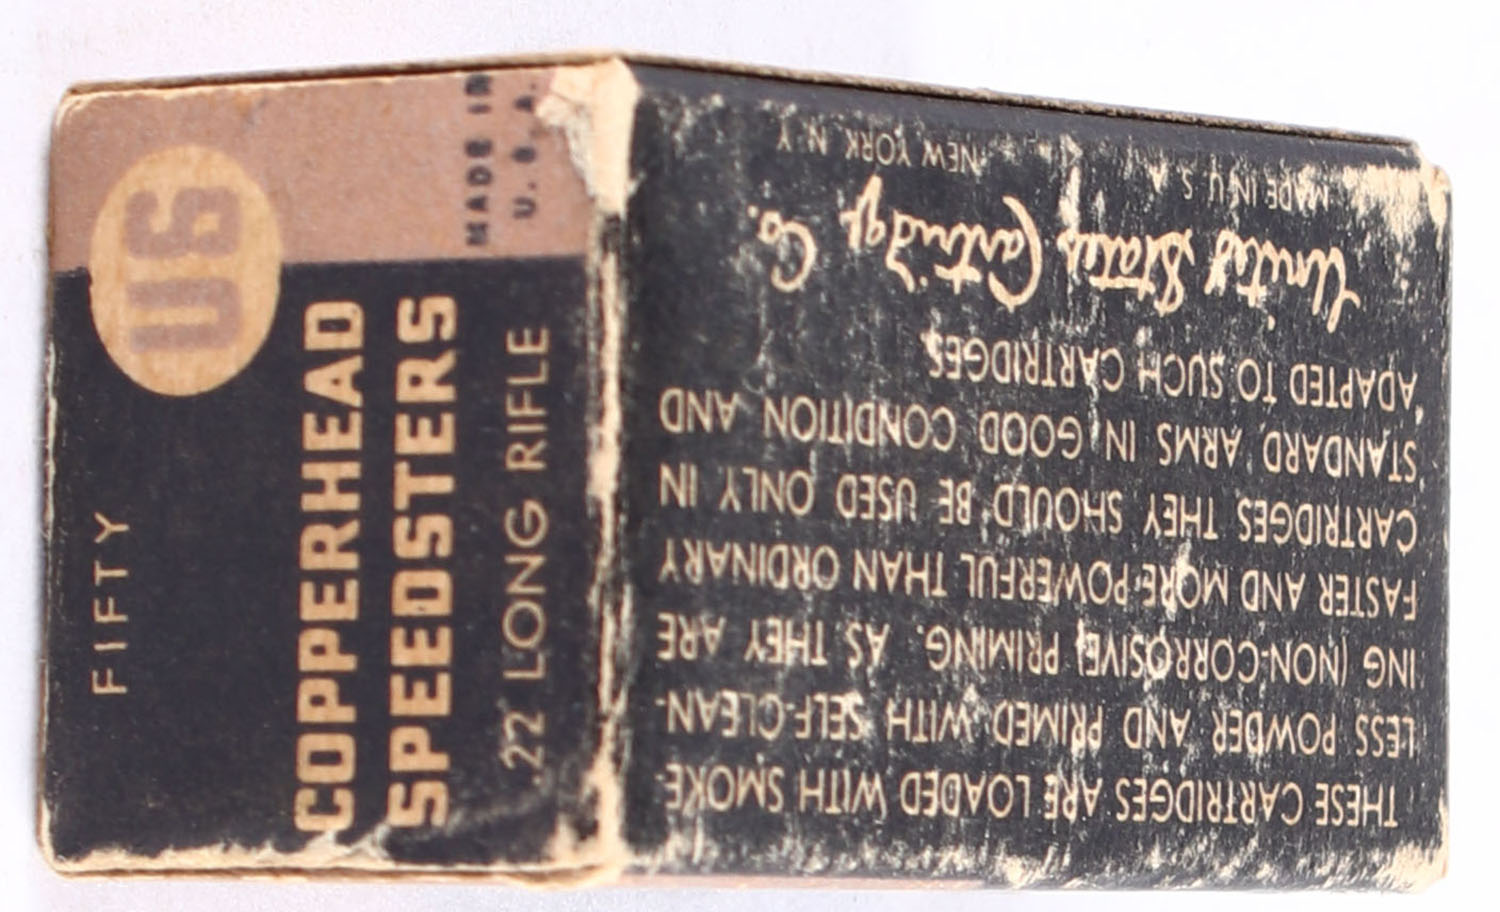 FIFTY
US
COPPERHEAD
SPEEDSTERS
.22 LONG RIFLE
MADE IN
U. S. A.
THESE CARTRIDGES ARE LOADED WITH SMOKE-
LESS POWDER AND PRIMED WITH SELF-CLEAN-
ING (NON-CORROSIVE) PRIMING. AS THEY ARE
FASTER AND MORE POWERFUL THAN ORDINARY
CARTRIDGES THEY SHOULD BE USED ONLY IN
STANDARD ARMS IN GOOD CONDITION AND
ADAPTED TO SUCH CARTRIDGES.
United States Cartridge Co.
MADE IN U. S. A. NEW YORK N. Y.